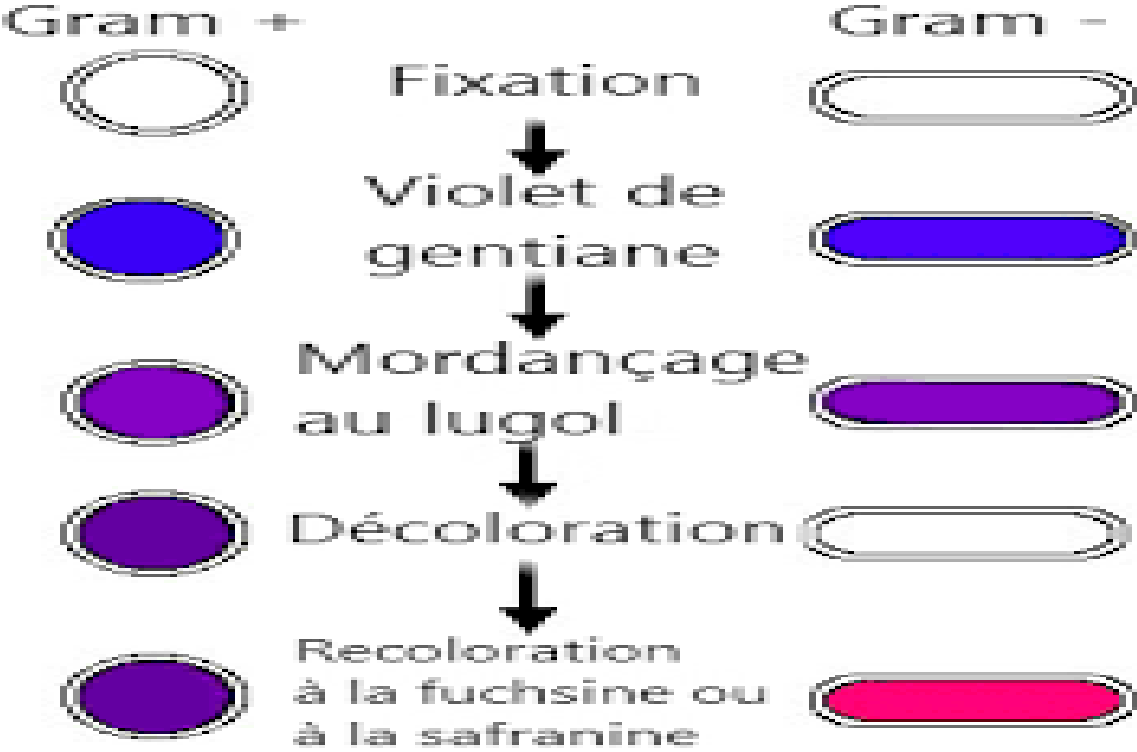 Gram +
Gram -
Fixation
Violet de
gentiane
Mordançage
au lugol
Décoloration
Recoloration
à la fuchsine ou
à la safranine